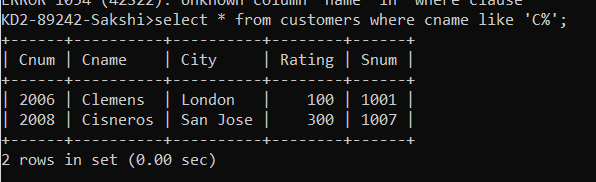 ERROR 1054 (42S22): Unknown column 'name' in 'where clause'
KD2-89242-Sakshi>select * from customers where cname like 'C%';
+------+----------+----------+--------+------+
| Cnum | Cname    | City     | Rating | Snum |
+------+----------+----------+--------+------+
| 2006 | Clemens  | London   |    100 | 1001 |
| 2008 | Cisneros | San Jose |    300 | 1007 |
+------+----------+----------+--------+------+
2 rows in set (0.00 sec)